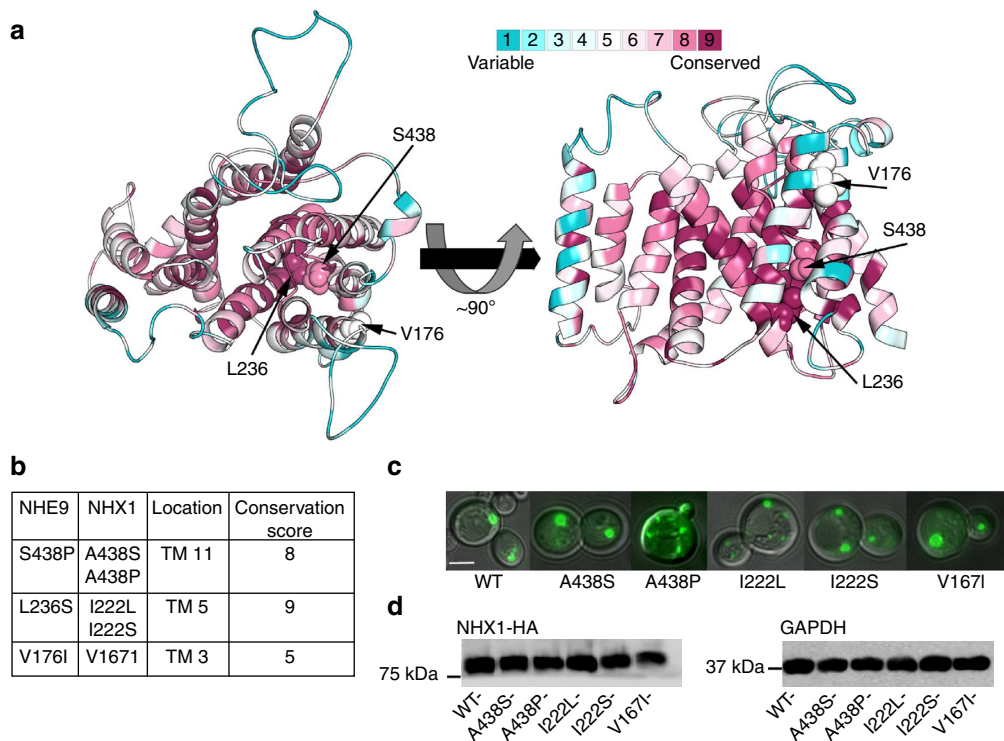 a
1 2 3 4 5 6 7 8 9
Variable Conserved
S438
L236
V176
~90°
V176
S438
L236
b
NHE9 NHX1 Location Conservation score
S438P A438S A438P TM 11 8
L236S I222L I222S TM 5 9
V176I V1671 TM 3 5
c
WT A438S A438P I222L I222S V167I
d
NHX1-HA
75 kDa
WT- A438S- A438P- I222L- I222S- V167I-
GAPDH
37 kDa
WT- A438S- A438P- I222L- I222S- V167I-